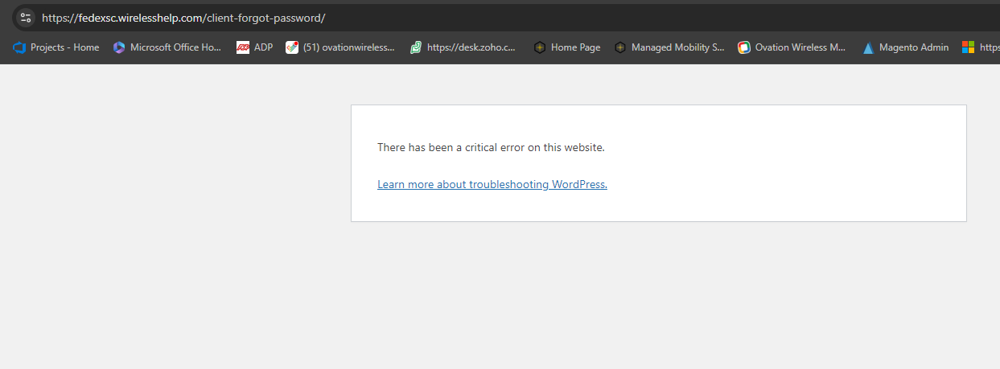 https://fedexsc.wirelesshelp.com/client-forgot-password/
Projects - Home Microsoft Office Ho... ADP (51) ovationwireless... https://desk.zoho.c... Home Page Managed Mobility S... Ovation Wireless M... Magento Admin https
There has been a critical error on this website.
Learn more about troubleshooting WordPress.